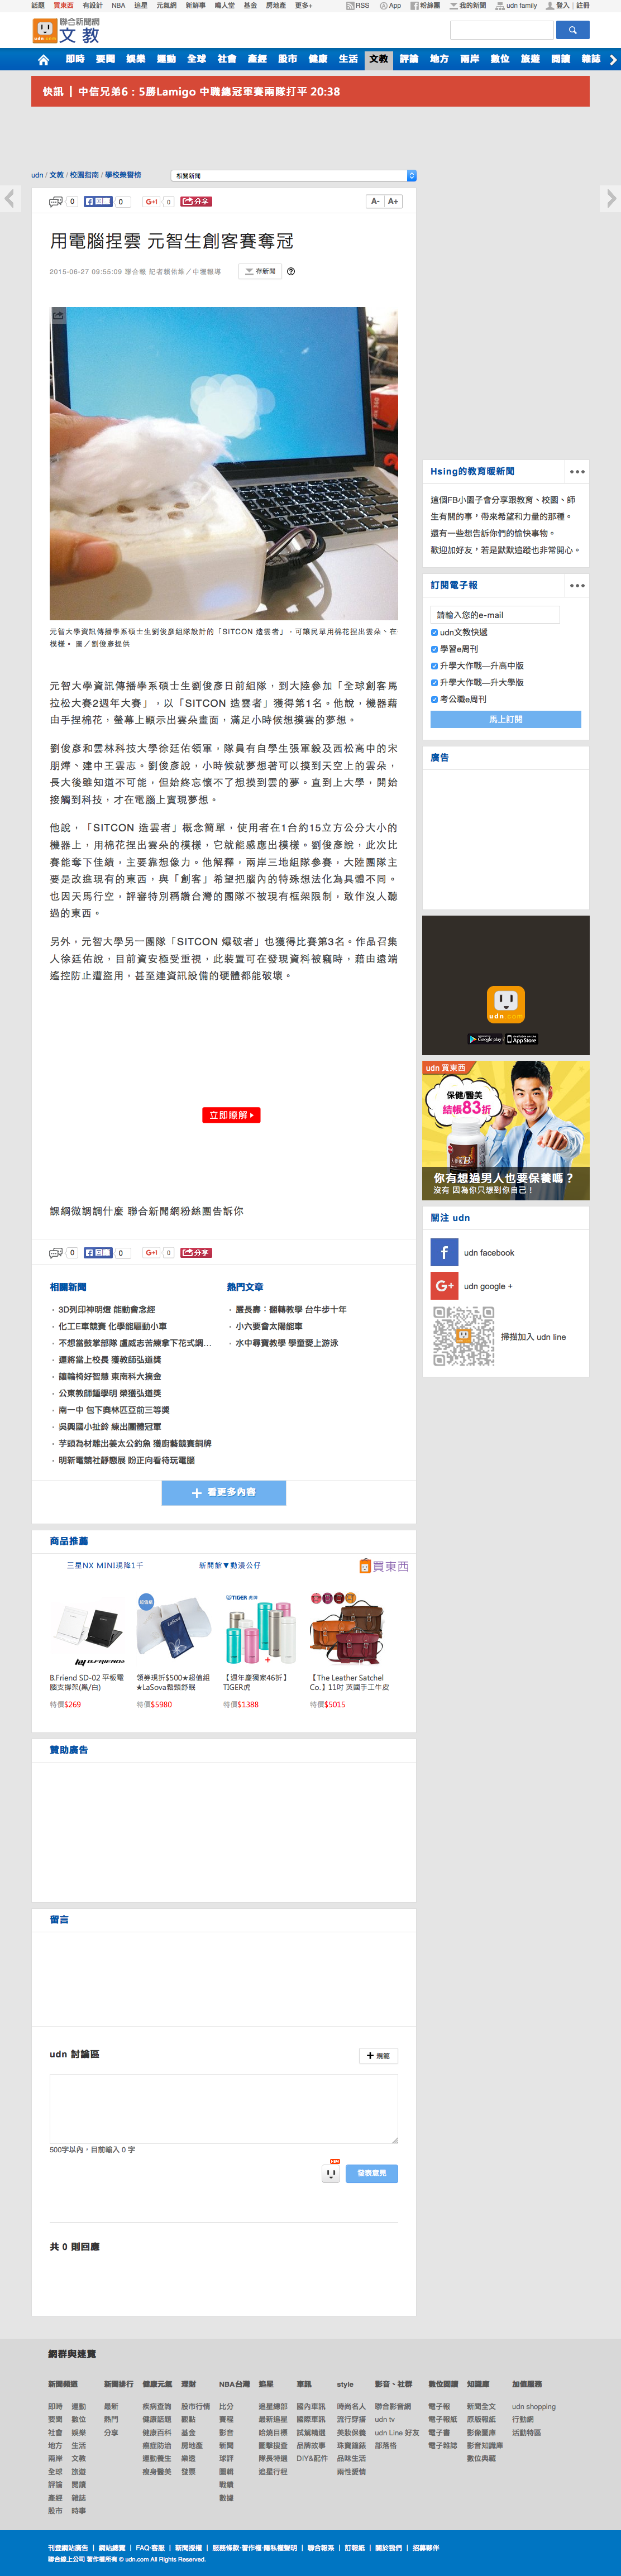 話題 買東西 有設計 NBA 追星 元氣網 新鮮事 噶人堂 基金 房地產 更多+ RSS App 粉絲團 我的新聞 udn family 登入 註冊
聯合新聞網
udn.com 文教
即時 要聞 娛樂 運動 全球 社會 產經 股市 健康 生活 文教 評論 地方 兩岸 數位 旅遊 閱讀 雜誌
快訊 中信兄弟6：5勝Lamigo 中職總冠軍賽兩隊打平 20:38
udn / 文教 / 校園指南 / 學校榮譽榜
相關新聞
0 0 G+1 0 分享 A- A+
用電腦捏雲 元智生創客賽奪冠
2015-06-27 09:55:09 聯合報 記者賴佑維／中壢報導
存新聞
元智大學資訊傳播學系碩士生劉俊彥組隊設計的「SITCON 造雲者」，可讓民眾用棉花捏出雲朵、在
模樣。 圖／劉俊彥提供
元智大學資訊傳播學系碩士生劉俊彥日前組隊，到大陸參加「全球創客馬
拉松大賽2週年大賽」，以「SITCON 造雲者」獲得第1名。他說，機器藉
由手捏棉花，螢幕上顯示出雲朵畫面，滿足小時候想摸雲的夢想。
劉俊彥和雲林科技大學徐廷佑領軍，隊員有自學生張軍毅及西松高中的宋
朋燁、建中王雲志。劉俊彥說，小時候就夢想著可以摸到天空上的雲朵，
長大後雖知道不可能，但始終忘懷不了想摸到雲的夢。直到上大學，開始
接觸到科技，才在電腦上實現夢想。
他說，「SITCON 造雲者」概念簡單，使用者在1台約15立方公分大小的
機器上，用棉花捏出雲朵的模樣，它就能感應出模樣。劉俊彥說，此次比
賽能奪下佳績，主要靠想像力。他解釋，兩岸三地組隊參賽，大陸團隊主
要是改進現有的東西，與「創客」希望把腦內的特殊想法化為具體不同。
也因天馬行空，評審特別稱讚台灣的團隊不被現有框架限制，敢作沒人聽
過的東西。
另外，元智大學另一團隊「SITCON 爆破者」也獲得比賽第3名。作品召集
人徐廷佑說，目前資安極受重視，此裝置可在發現資料被竊時，藉由遠端
遙控防止遭盜用，甚至連資訊設備的硬體都能破壞。
立即瞭解
課綱微調調什麼 聯合新聞網粉絲團告訴你
0 0 G+1 0 分享
相關新聞
3D列印神明燈 能動會念經
化工E車競賽 化學能驅動小車
不想當鼓掌部隊 盧威志苦練拿下花式調…
運將當上校長 獲教師弘道獎
讓輪椅好智慧 東南科大摘金
公東教師鍾學明 榮獲弘道獎
南一中 包下奧林匹亞前三等獎
吳興國小扯鈴 練出團體冠軍
芋頭為材雕出姜太公釣魚 獲廚藝競賽銅牌
明新電競社靜態展 盼正向看待玩電腦
熱門文章
嚴長壽：翻轉教學 台牛步十年
小六要會太陽能車
水中尋寶教學 學童愛上游泳
看更多內容
商品推薦
三星NX MINI現降1千 新開館▼動漫公仔 買東西
B.Friend SD-02 平板電
腦支撐架(黑/白)
特價$269
領券現折$500★超值組
★LaSova鬆頸舒眠
特價$5980
【週年慶獨家46折】
TIGER虎
特價$1388
【The Leather Satchel
Co.】11吋 英國手工牛皮
特價$5015
贊助廣告
留言
udn 討論區
規範
500字以內，目前輸入 0 字
發表意見
共 0 則回應
Hsing的教育暖新聞
這個FB小園子會分享跟教育、校園、師
生有關的事，帶來希望和力量的那種。
還有一些想告訴你們的愉快事物。
歡迎加好友，若是默默追蹤也非常開心。
訂閱電子報
請輸入您的e-mail
udn文教快遞
學習e周刊
升學大作戰—升高中版
升學大作戰—升大學版
考公職e周刊
馬上訂閱
廣告
udn.com
Google play App Store
udn 買東西
保健/醫美
結帳83折
你有想過男人也要保養嗎？
沒有 因為你只想到你自己！
關注 udn
udn facebook
udn google +
掃描加入 udn line
網群與速覽
新聞頻道 新聞排行 健康元氣 理財 NBA台灣 追星 車訊 style 影音、社群 數位閱讀 知識庫 加值服務
即時 運動 最新 疾病查詢 股市行情 比分 追星總部 國內車訊 時尚名人 聯合影音網 電子報 新聞全文 udn shopping
要聞 數位 熱門 健康話題 觀點 賽程 最新追星 國際車訊 流行穿搭 udn tv 電子報紙 原版報紙 行動網
社會 娛樂 分享 健康百科 基金 影音 哈燒目標 試駕精選 美妝保養 udn Line 好友 電子書 影像圖庫 活動特區
地方 生活 癌症防治 房地產 新聞 團擊搜查 品牌故事 珠寶鐘錶 部落格 電子雜誌 影音知識庫
兩岸 文教 運動養生 樂透 球評 隊長特選 DIY&配件 品味生活 數位典藏
全球 旅遊 瘦身醫美 發票 圖輯 追星行程 兩性愛情
評論 閱讀 戰績
產經 雜誌 數據
股市 時事
刊登網站廣告 | 網站總覽 | FAQ‧客服 | 新聞授權 | 服務條款‧著作權‧隱私權聲明 | 聯合報系 | 訂報紙 | 關於我們 | 招募夥伴
聯合線上公司 著作權所有 © udn.com All Rights Reserved.